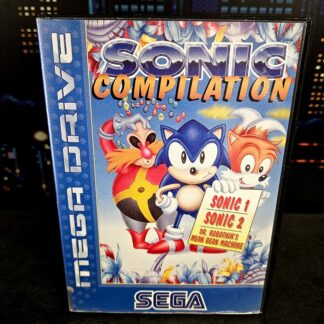 SONIC
COMPILATION
MEGA DRIVE
SONIC 1
SONIC 2
DR. ROBOTNIK'S
MEAN BEAN MACHINE
SEGA